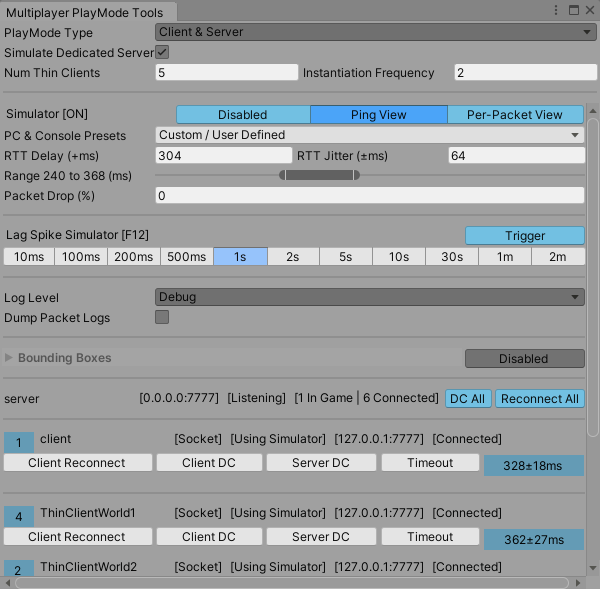 Multiplayer PlayMode Tools
PlayMode Type Client & Server
Simulate Dedicated Server
Num Thin Clients 5 Instantiation Frequency 2
Simulator [ON] Disabled Ping View Per-Packet View
PC & Console Presets Custom / User Defined
RTT Delay (+ms) 304 RTT Jitter (±ms) 64
Range 240 to 368 (ms)
Packet Drop (%) 0
Lag Spike Simulator [F12] Trigger
10ms 100ms 200ms 500ms 1s 2s 5s 10s 30s 1m 2m
Log Level Debug
Dump Packet Logs
Bounding Boxes Disabled
server [0.0.0.0:7777] [Listening] [1 In Game | 6 Connected] DC All Reconnect All
1 client [Socket] [Using Simulator] [127.0.0.1:7777] [Connected]
Client Reconnect Client DC Server DC Timeout 328±18ms
4 ThinClientWorld1 [Socket] [Using Simulator] [127.0.0.1:7777] [Connected]
Client Reconnect Client DC Server DC Timeout 362±27ms
2 ThinClientWorld2 [Socket] [Using Simulator] [127.0.0.1:7777] [Connected]